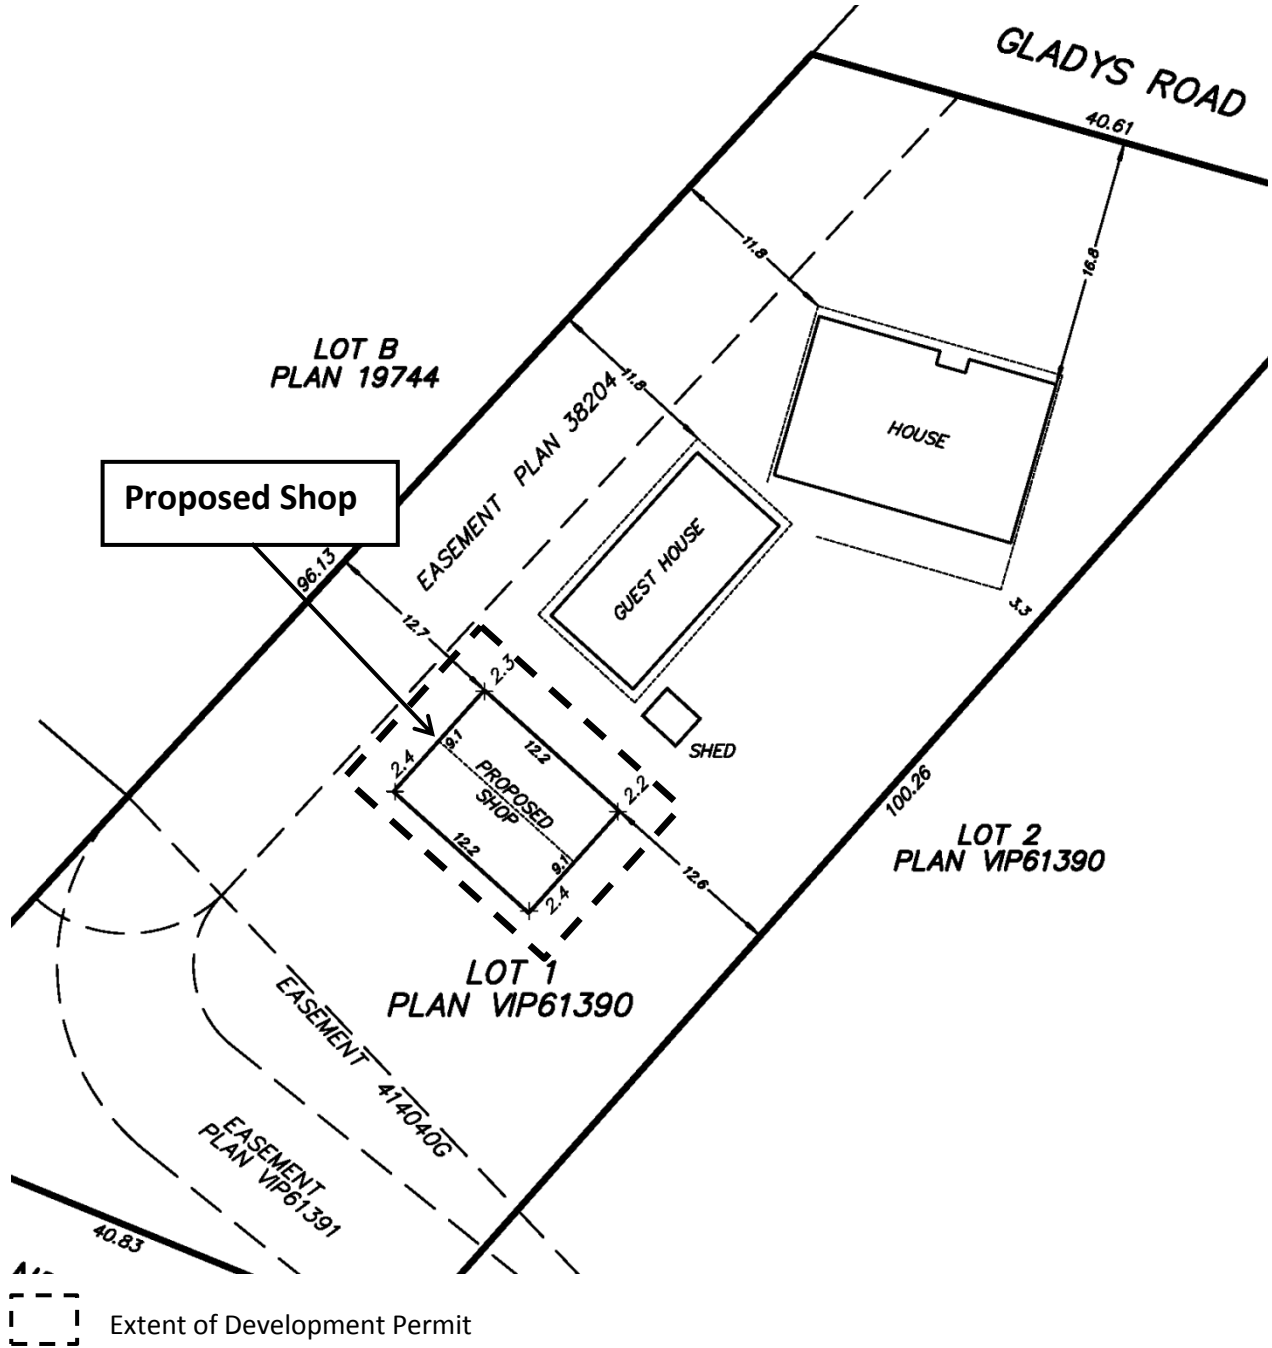 GLADYS ROAD
40.61
11.8
16.8
LOT B
PLAN 19744
11.8
EASEMENT PLAN 38204
HOUSE
Proposed Shop
96.13
GUEST HOUSE
12.7
3.3
2.3
9.1
12.2
SHED
2.4
PROPOSED
SHOP
2.2
100.26
LOT 2
PLAN VIP61390
12.2
9.1
12.6
2.4
LOT 1
PLAN VIP61390
EASEMENT 414040G
EASEMENT
PLAN VIP61391
40.83
Extent of Development Permit